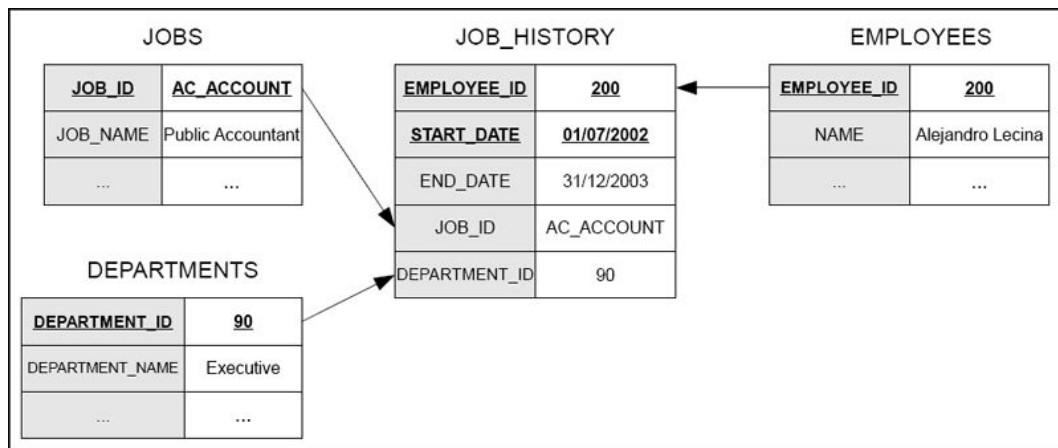 JOBS
JOB_ID AC_ACCOUNT
JOB_NAME Public Accountant
... ...
JOB_HISTORY
EMPLOYEE_ID 200
START_DATE 01/07/2002
END_DATE 31/12/2003
JOB_ID AC_ACCOUNT
DEPARTMENT_ID 90
EMPLOYEES
EMPLOYEE_ID 200
NAME Alejandro Lecina
... ...
DEPARTMENTS
DEPARTMENT_ID 90
DEPARTMENT_NAME Executive
... ...